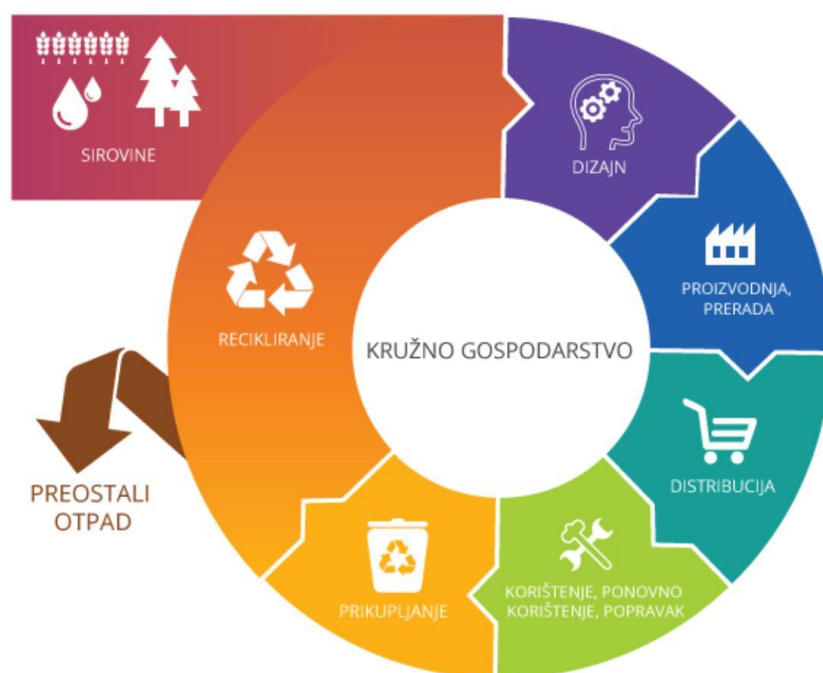 SIROVINE
DIZAJN
PROIZVODNJA,
PRERADA
RECIKLIRANJE
KRUŽNO GOSPODARSTVO
DISTRIBUCIJA
PREOSTALI
OTPAD
KORIŠTENJE, PONOVNO
KORIŠTENJE, POPRAVAK
PRIKUPLJANJE